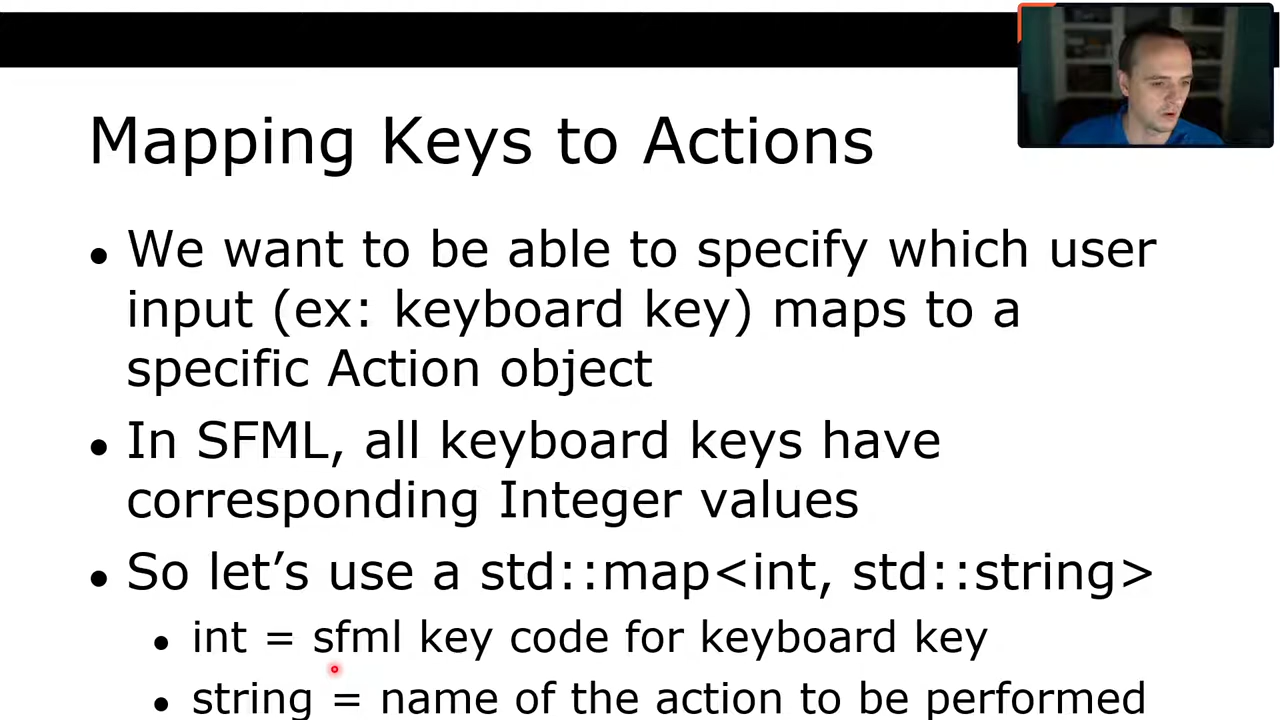 Mapping Keys to Actions
• We want to be able to specify which user
input (ex: keyboard key) maps to a
specific Action object
• In SFML, all keyboard keys have
corresponding Integer values
• So let’s use a std::map<int, std::string>
• int = sfml key code for keyboard key
• string = name of the action to be performed